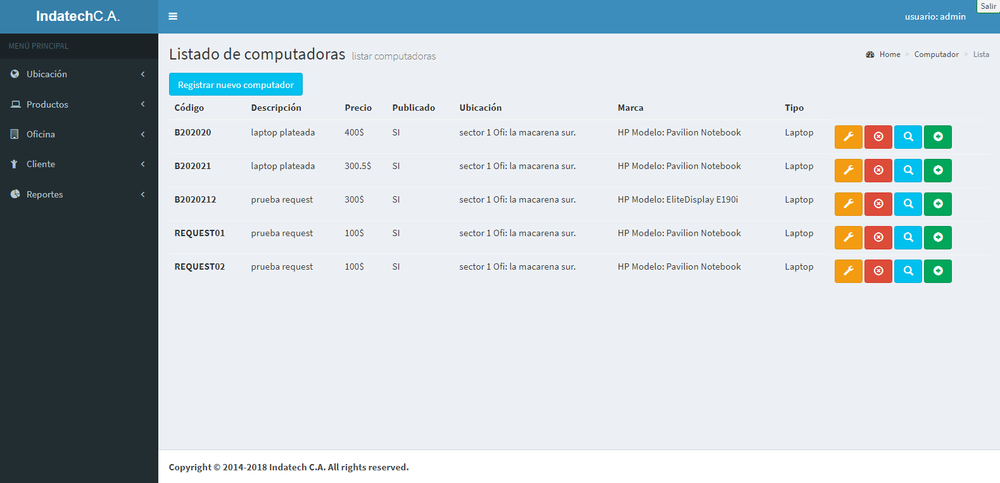 IndatechC.A.
usuario: admin
Salir
MENÚ PRINCIPAL
Ubicación
Productos
Oficina
Cliente
Reportes
Listado de computadoras listar computadoras
Home > Computador > Lista
Registrar nuevo computador
Código Descripción Precio Publicado Ubicación Marca Tipo
B202020 laptop plateada 400$ SI sector 1 Ofi: la macarena sur. HP Modelo: Pavilion Notebook Laptop
B202021 laptop plateada 300.5$ SI sector 1 Ofi: la macarena sur. HP Modelo: Pavilion Notebook Laptop
B2020212 prueba request 300$ SI sector 1 Ofi: la macarena sur. HP Modelo: EliteDisplay E190i Laptop
REQUEST01 prueba request 100$ SI sector 1 Ofi: la macarena sur. HP Modelo: Pavilion Notebook Laptop
REQUEST02 prueba request 100$ SI sector 1 Ofi: la macarena sur. HP Modelo: Pavilion Notebook Laptop
Copyright © 2014-2018 Indatech C.A. All rights reserved.